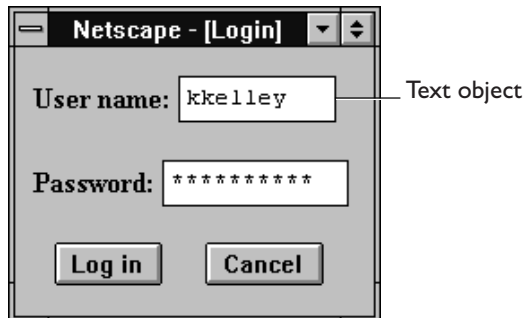 Netscape - [Login]
User name: kkelley
Text object
Password: **********
Log in Cancel